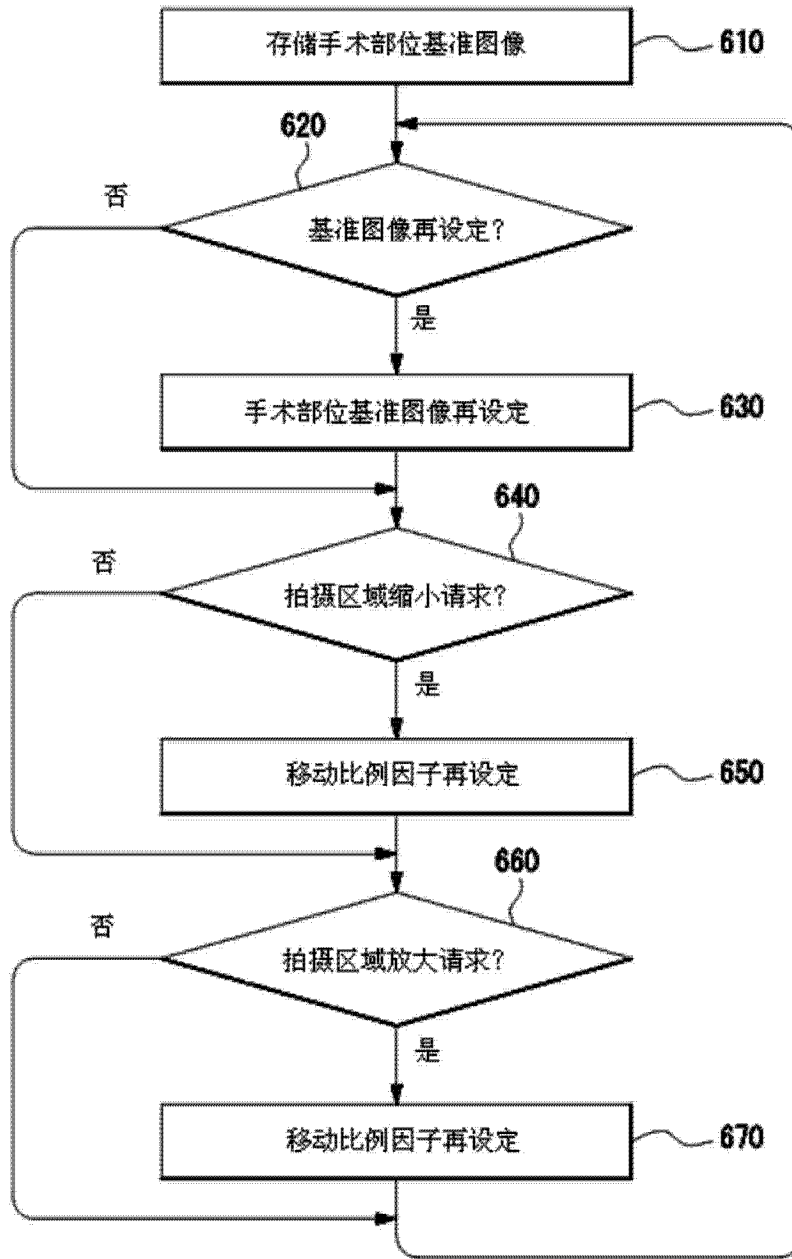 存储手术部位基准图像
610
620
否
基准图像再设定?
是
手术部位基准图像再设定
630
640
否
拍摄区域缩小请求?
是
移动比例因子再设定
650
660
否
拍摄区域放大请求?
是
移动比例因子再设定
670